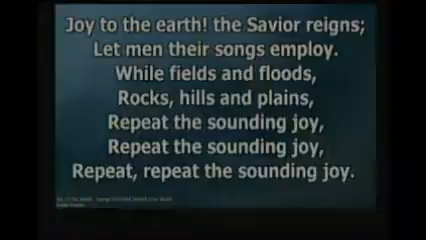 Joy to the earth! the Savior reigns;
Let men their songs employ.
While fields and floods,
Rocks, hills and plains,
Repeat the sounding joy,
Repeat the sounding joy,
Repeat, repeat the sounding joy.